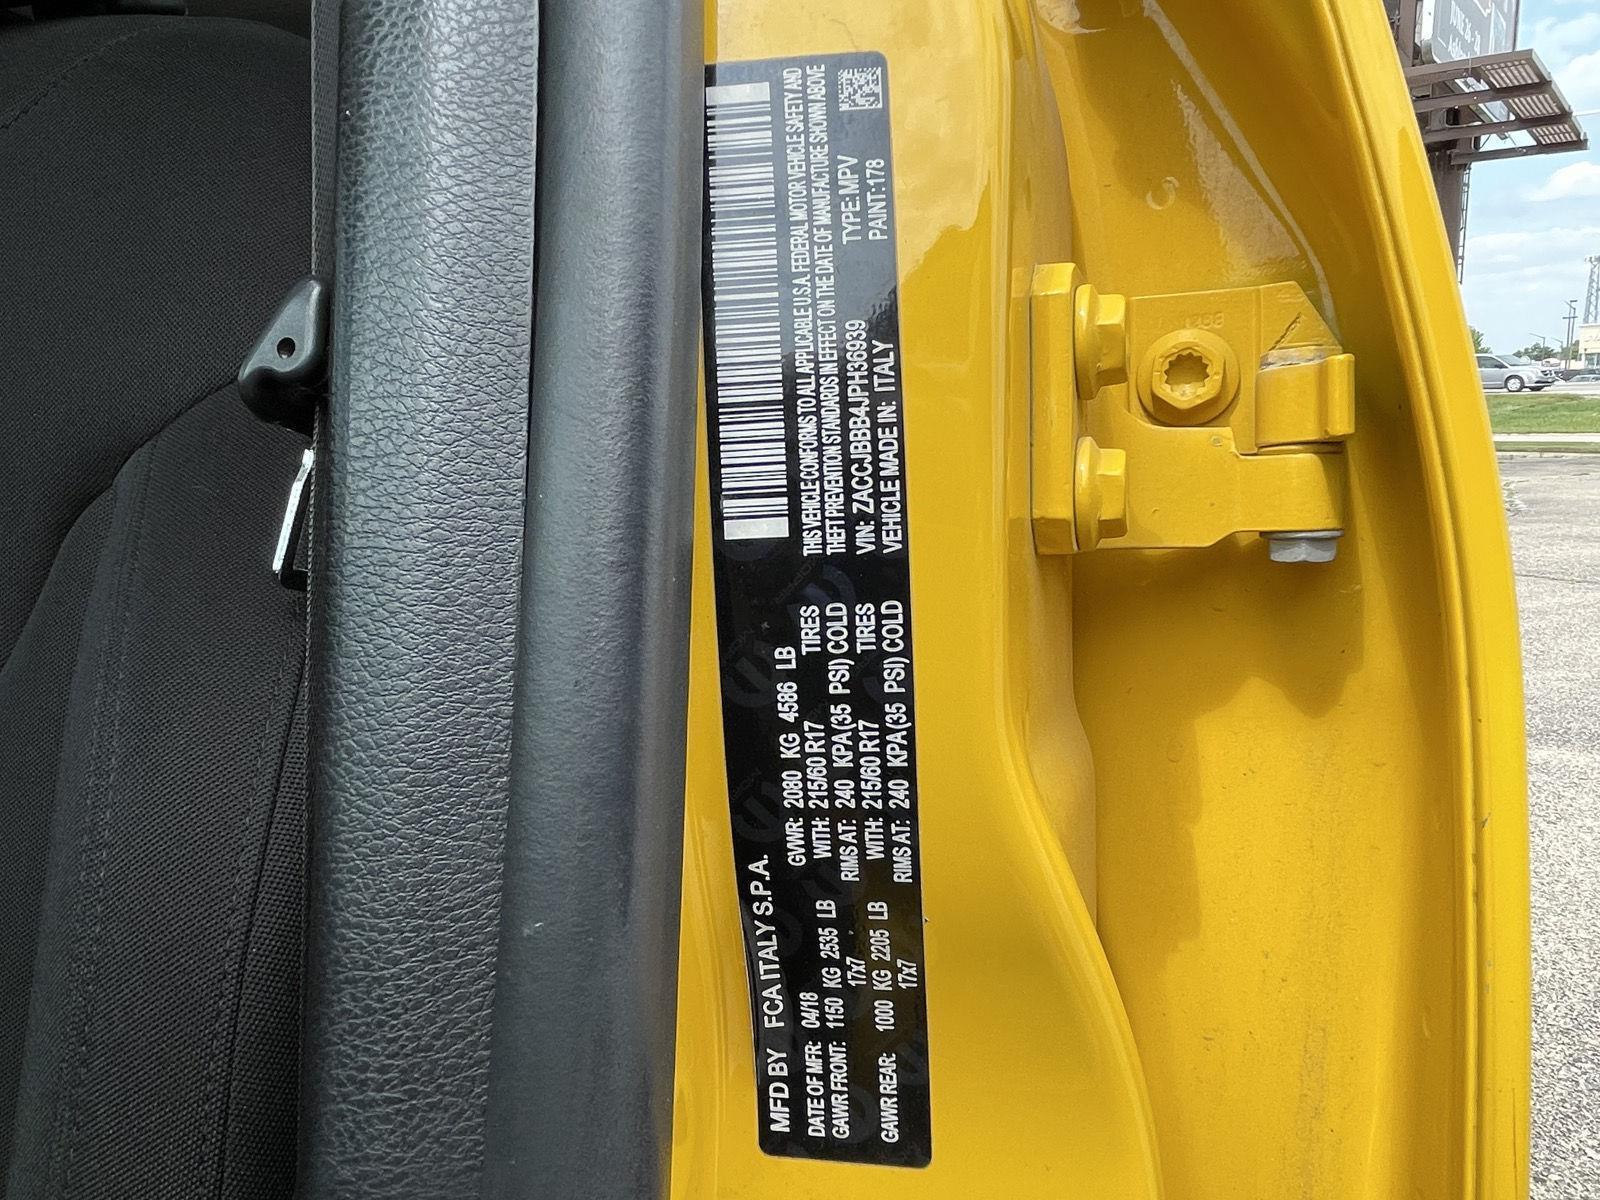 MFD BY FCA ITALY S.P.A.
DATE OF MFR: 04/18
GVWR: 2080 KG 4586 LB
GAWR FRONT: 1150 KG 2535 LB
WITH: 215/60 R17 TIRES
17x7
RIMS AT: 240 KPA(35 PSI) COLD
GAWR REAR: 1000 KG 2205 LB
WITH: 215/60 R17 TIRES
17x7
RIMS AT: 240 KPA(35 PSI) COLD
THIS VEHICLE CONFORMS TO ALL APPLICABLE U.S.A. FEDERAL MOTOR VEHICLE SAFETY AND
THEFT PREVENTION STANDARDS IN EFFECT ON THE DATE OF MANUFACTURE SHOWN ABOVE
VIN: ZACCJBBB4JPH36939
TYPE: MPV
VEHICLE MADE IN: ITALY
PAINT: 178
JUNE 26 - 29